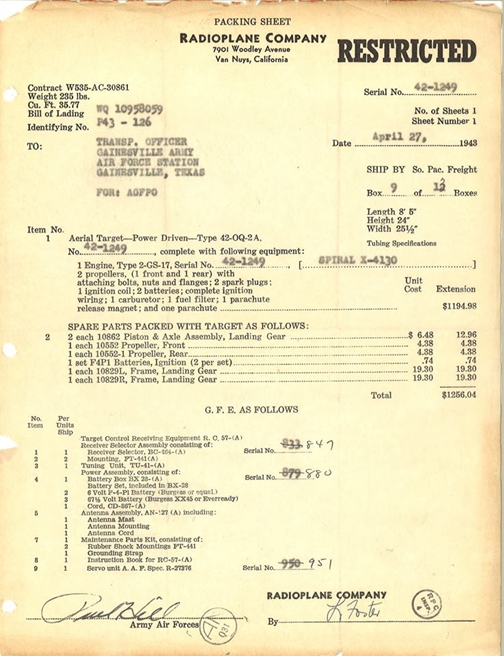 PACKING SHEET
RADIOPLANE COMPANY
7901 Woodley Avenue
Van Nuys, California
RESTRICTED
Contract W535-AC-30861
Weight 235 lbs.
Cu. Ft. 35.77
Bill of Lading WQ 10958059
Identifying No. P43 - 126
Serial No. 42-1249
No. of Sheets 1
Sheet Number 1
TO: TRANSP. OFFICER
GAINESVILLE ARMY
AIR FORCE STATION
GAINESVILLE, TEXAS
FOR: AOFPO
Date April 27, 1943
SHIP BY So. Pac. Freight
Box 9 of 12 Boxes
Length 8' 5"
Height 24"
Width 25½"
Tubing Specifications
Item No.
1 Aerial Target—Power Driven—Type 42-OQ-2A.
No. 42-1249, complete with following equipment:
1 Engine, Type 2-GS-17, Serial No. 42-1249, [SPIRAL X-4130]
2 propellers, (1 front and 1 rear) with
attaching bolts, nuts and flanges; 2 spark plugs;
1 ignition coil; 2 batteries; complete ignition
wiring; 1 carburetor; 1 fuel filter; 1 parachute
release magnet; and one parachute
Unit Cost Extension
$1194.98
SPARE PARTS PACKED WITH TARGET AS FOLLOWS:
2 2 each 10862 Piston & Axle Assembly, Landing Gear $ 6.48 12.96
1 each 10552 Propeller, Front 4.38 4.38
1 each 10552-1 Propeller, Rear 4.38 4.38
1 set F4P1 Batteries, Ignition (2 per set) .74 .74
1 each 10829L, Frame, Landing Gear 19.30 19.30
1 each 10829R, Frame, Landing Gear 19.30 19.30
Total $1256.04
G. F. E. AS FOLLOWS
No. Item Per Units Ship
Target Control Receiving Equipment R. C. 57-(A)
Receiver Selector Assembly consisting of:
1 1 Receiver Selector, BC-494-(A) Serial No. 833 847
2 2 Mounting, FT-441(A)
3 1 Tuning Unit, TU-41-(A)
Power Assembly, consisting of:
4 1 Battery Box BX 28-(A) Serial No. 879 880
Battery Set, included in BX-28
2 6 Volt P-4-P1 Battery (Burgess or equal)
3 67½ Volt Battery (Burgess XX45 or Eveready)
1 Cord, CD-867-(A)
5 Antenna Assembly, AN-127 (A) including:
1 Antenna Mast
1 Antenna Mounting
1 Antenna Cord
7 1 Maintenance Parts Kit, consisting of:
2 Rubber Shock Mountings FT-441
1 Grounding Strap
8 1 Instruction Book for RC-57-(A)
9 1 Servo unit A. A. F. Spec. R-27376 Serial No. 950 951
Paul Hill
Army Air Forces
RADIOPLANE COMPANY
By K Foster